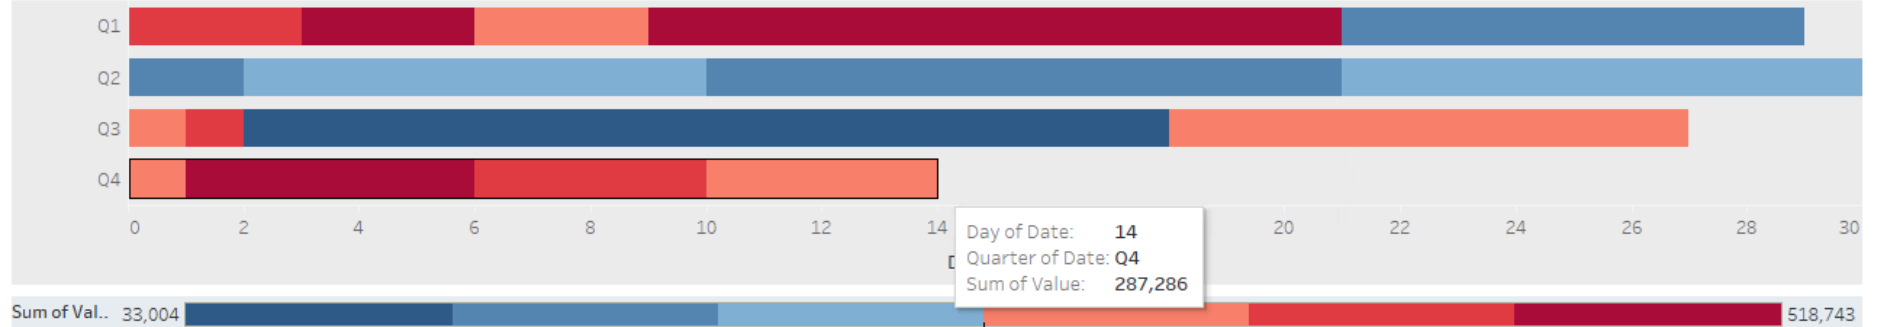 Q1
Q2
Q3
Q4
0 2 4 6 8 10 12 14 20 22 24 26 28 30
Day of Date: 14
Quarter of Date: Q4
Sum of Value: 287,286
Sum of Val.. 33,004 518,743